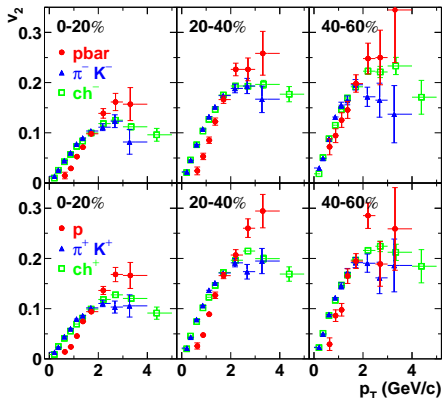 v₂
0-20% 20-40% 40-60%
0.3
pbar
π⁻ K⁻
0.2
ch⁻
0.1
0
0-20% 20-40% 40-60%
0.3
p
π⁺ K⁺
0.2
ch⁺
0.1
0
0 2 4 0 2 4 0 2 4
p_T (GeV/c)